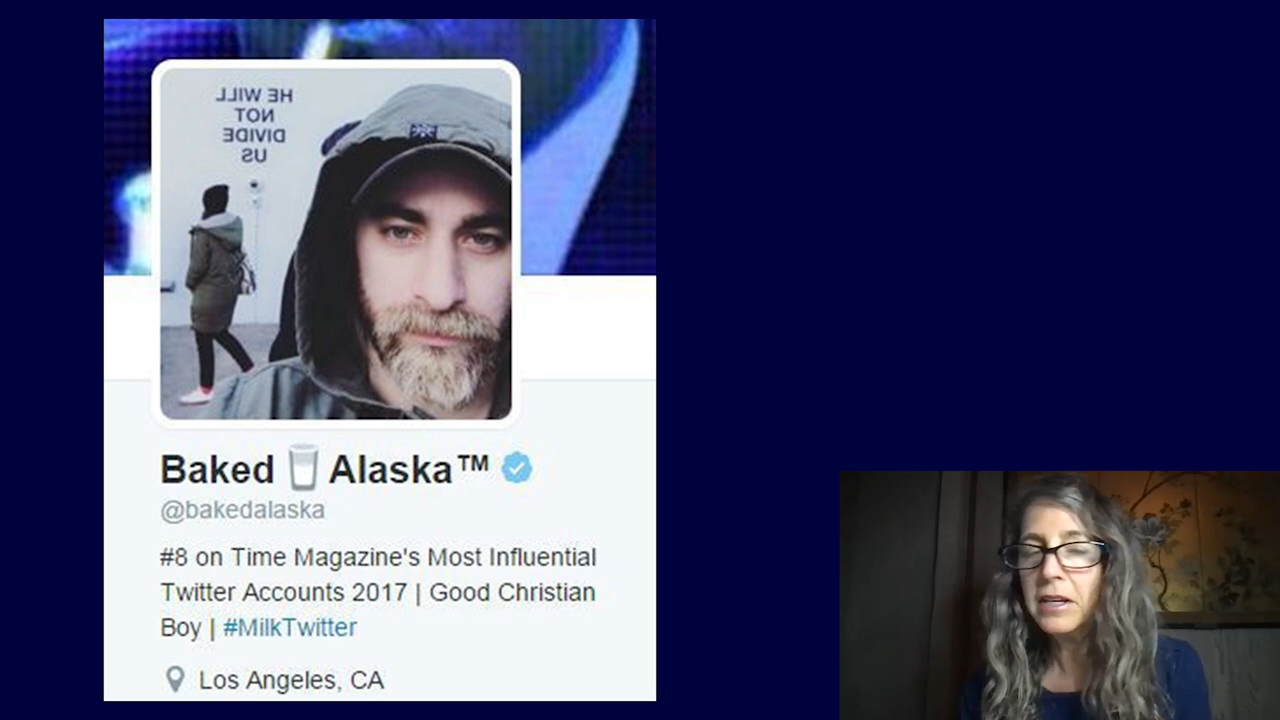 HE WILL
NOT
DIVIDE
US
Baked 🥛 Alaska™
@bakedalaska
#8 on Time Magazine's Most Influential
Twitter Accounts 2017 | Good Christian
Boy | #MilkTwitter
Los Angeles, CA